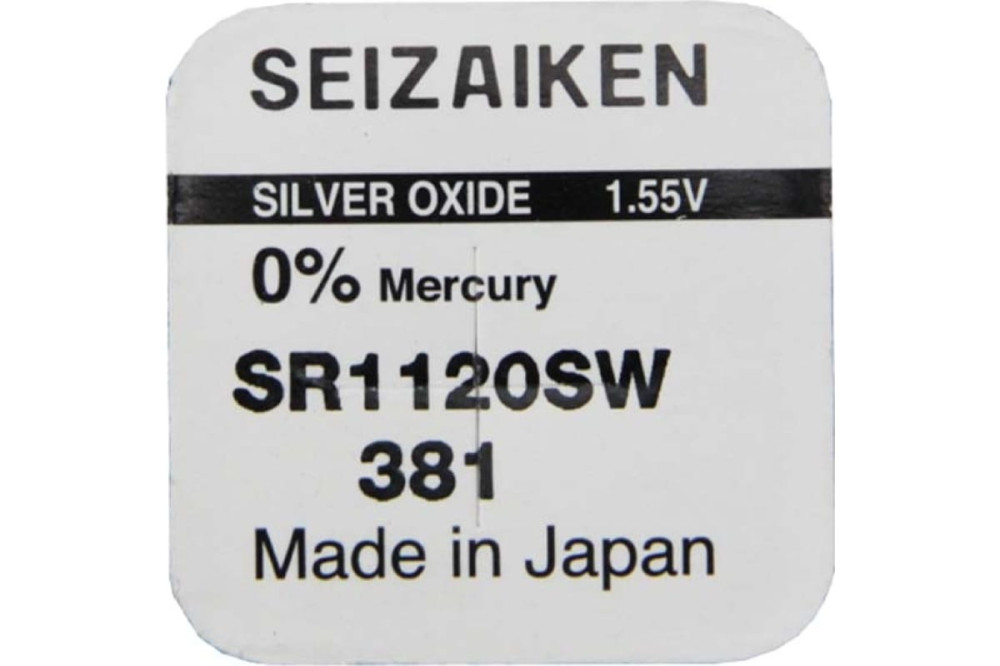 SEIZAIKEN
SILVER OXIDE 1.55V
0% Mercury
SR1120SW
381
Made in Japan